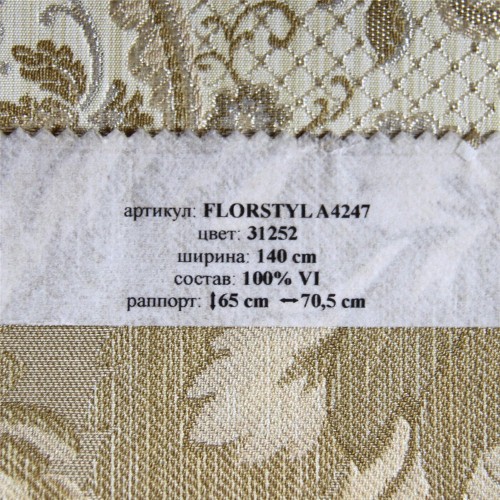 артикул: FLORSTYL A4247
цвет: 31252
ширина: 140 cm
состав: 100% VI
раппорт: ↕65 cm ↔70,5 cm